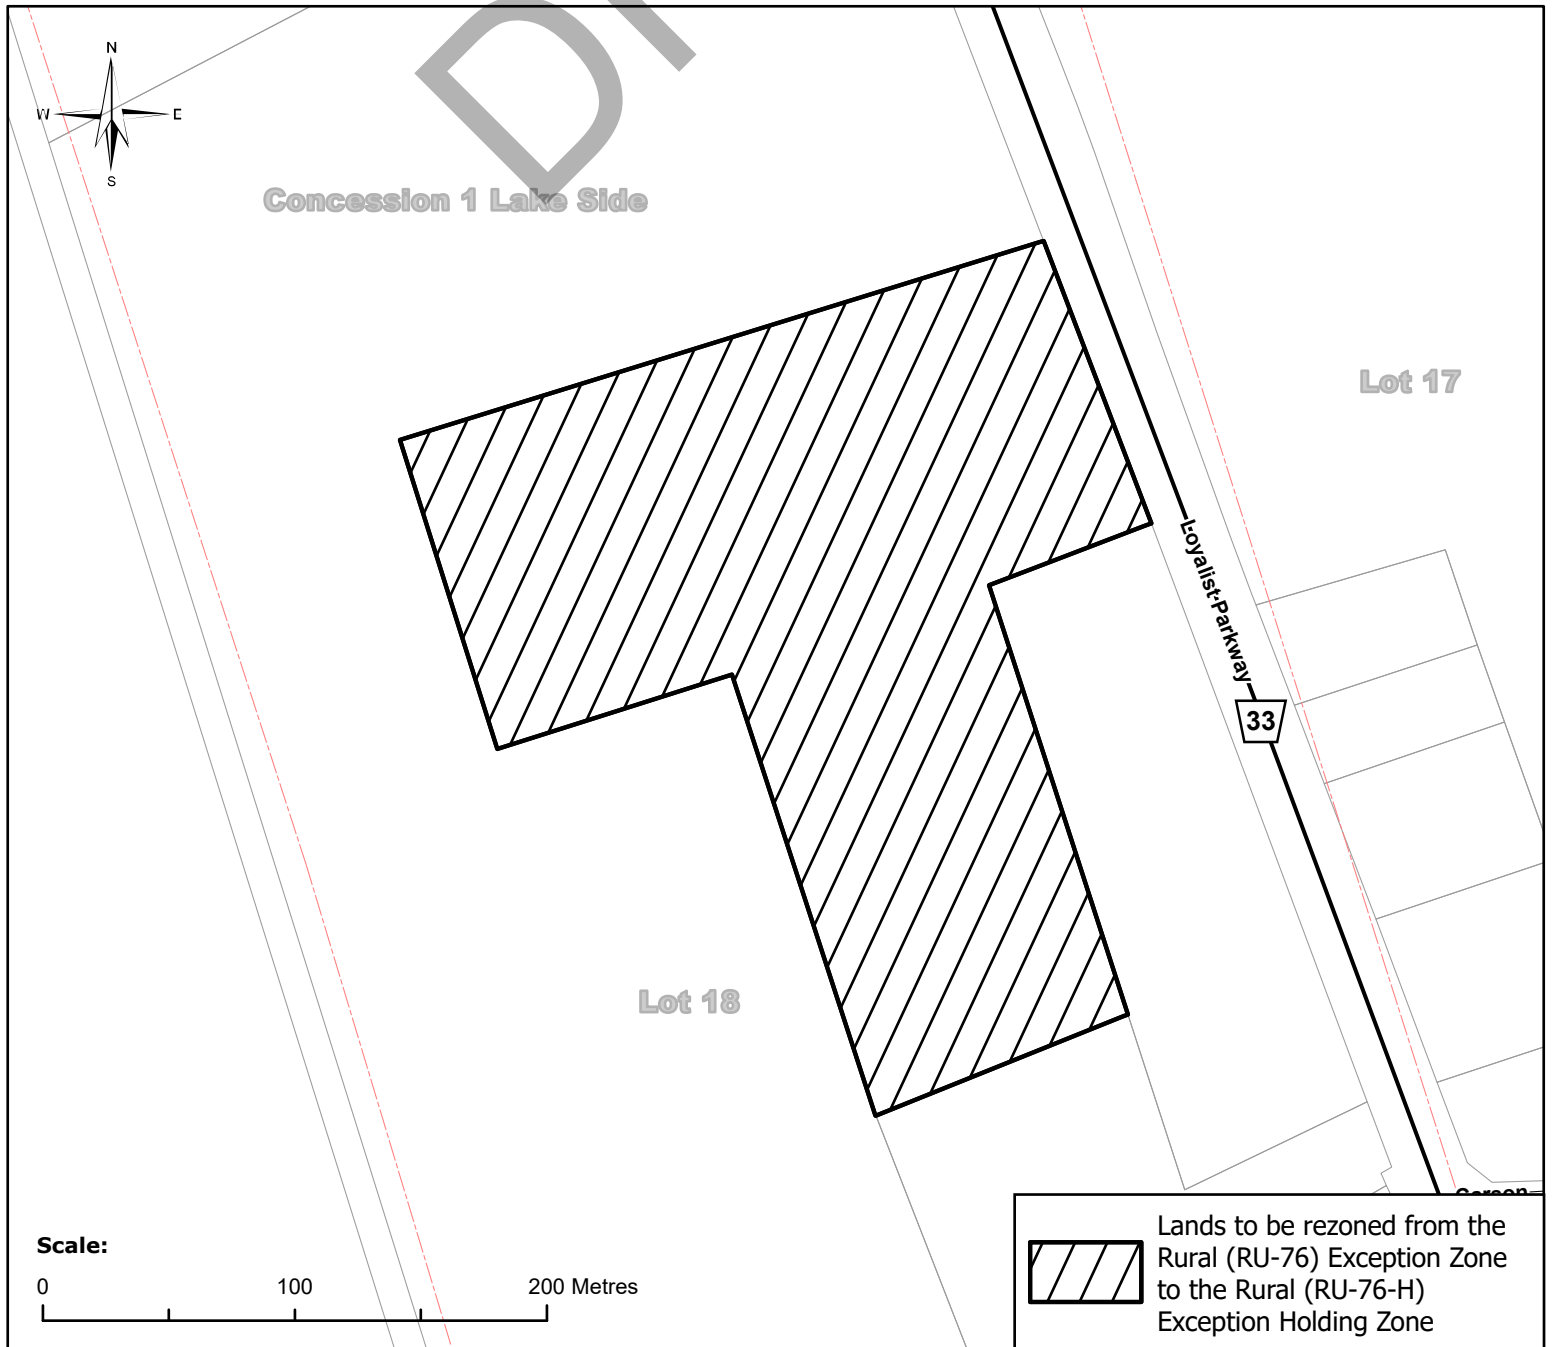 N
W E
S
Concession 1 Lake Side
Lot 17
Loyalist Parkway
33
Lot 18
Scale:
0 100 200 Metres
Lands to be rezoned from the
Rural (RU-76) Exception Zone
to the Rural (RU-76-H)
Exception Holding Zone